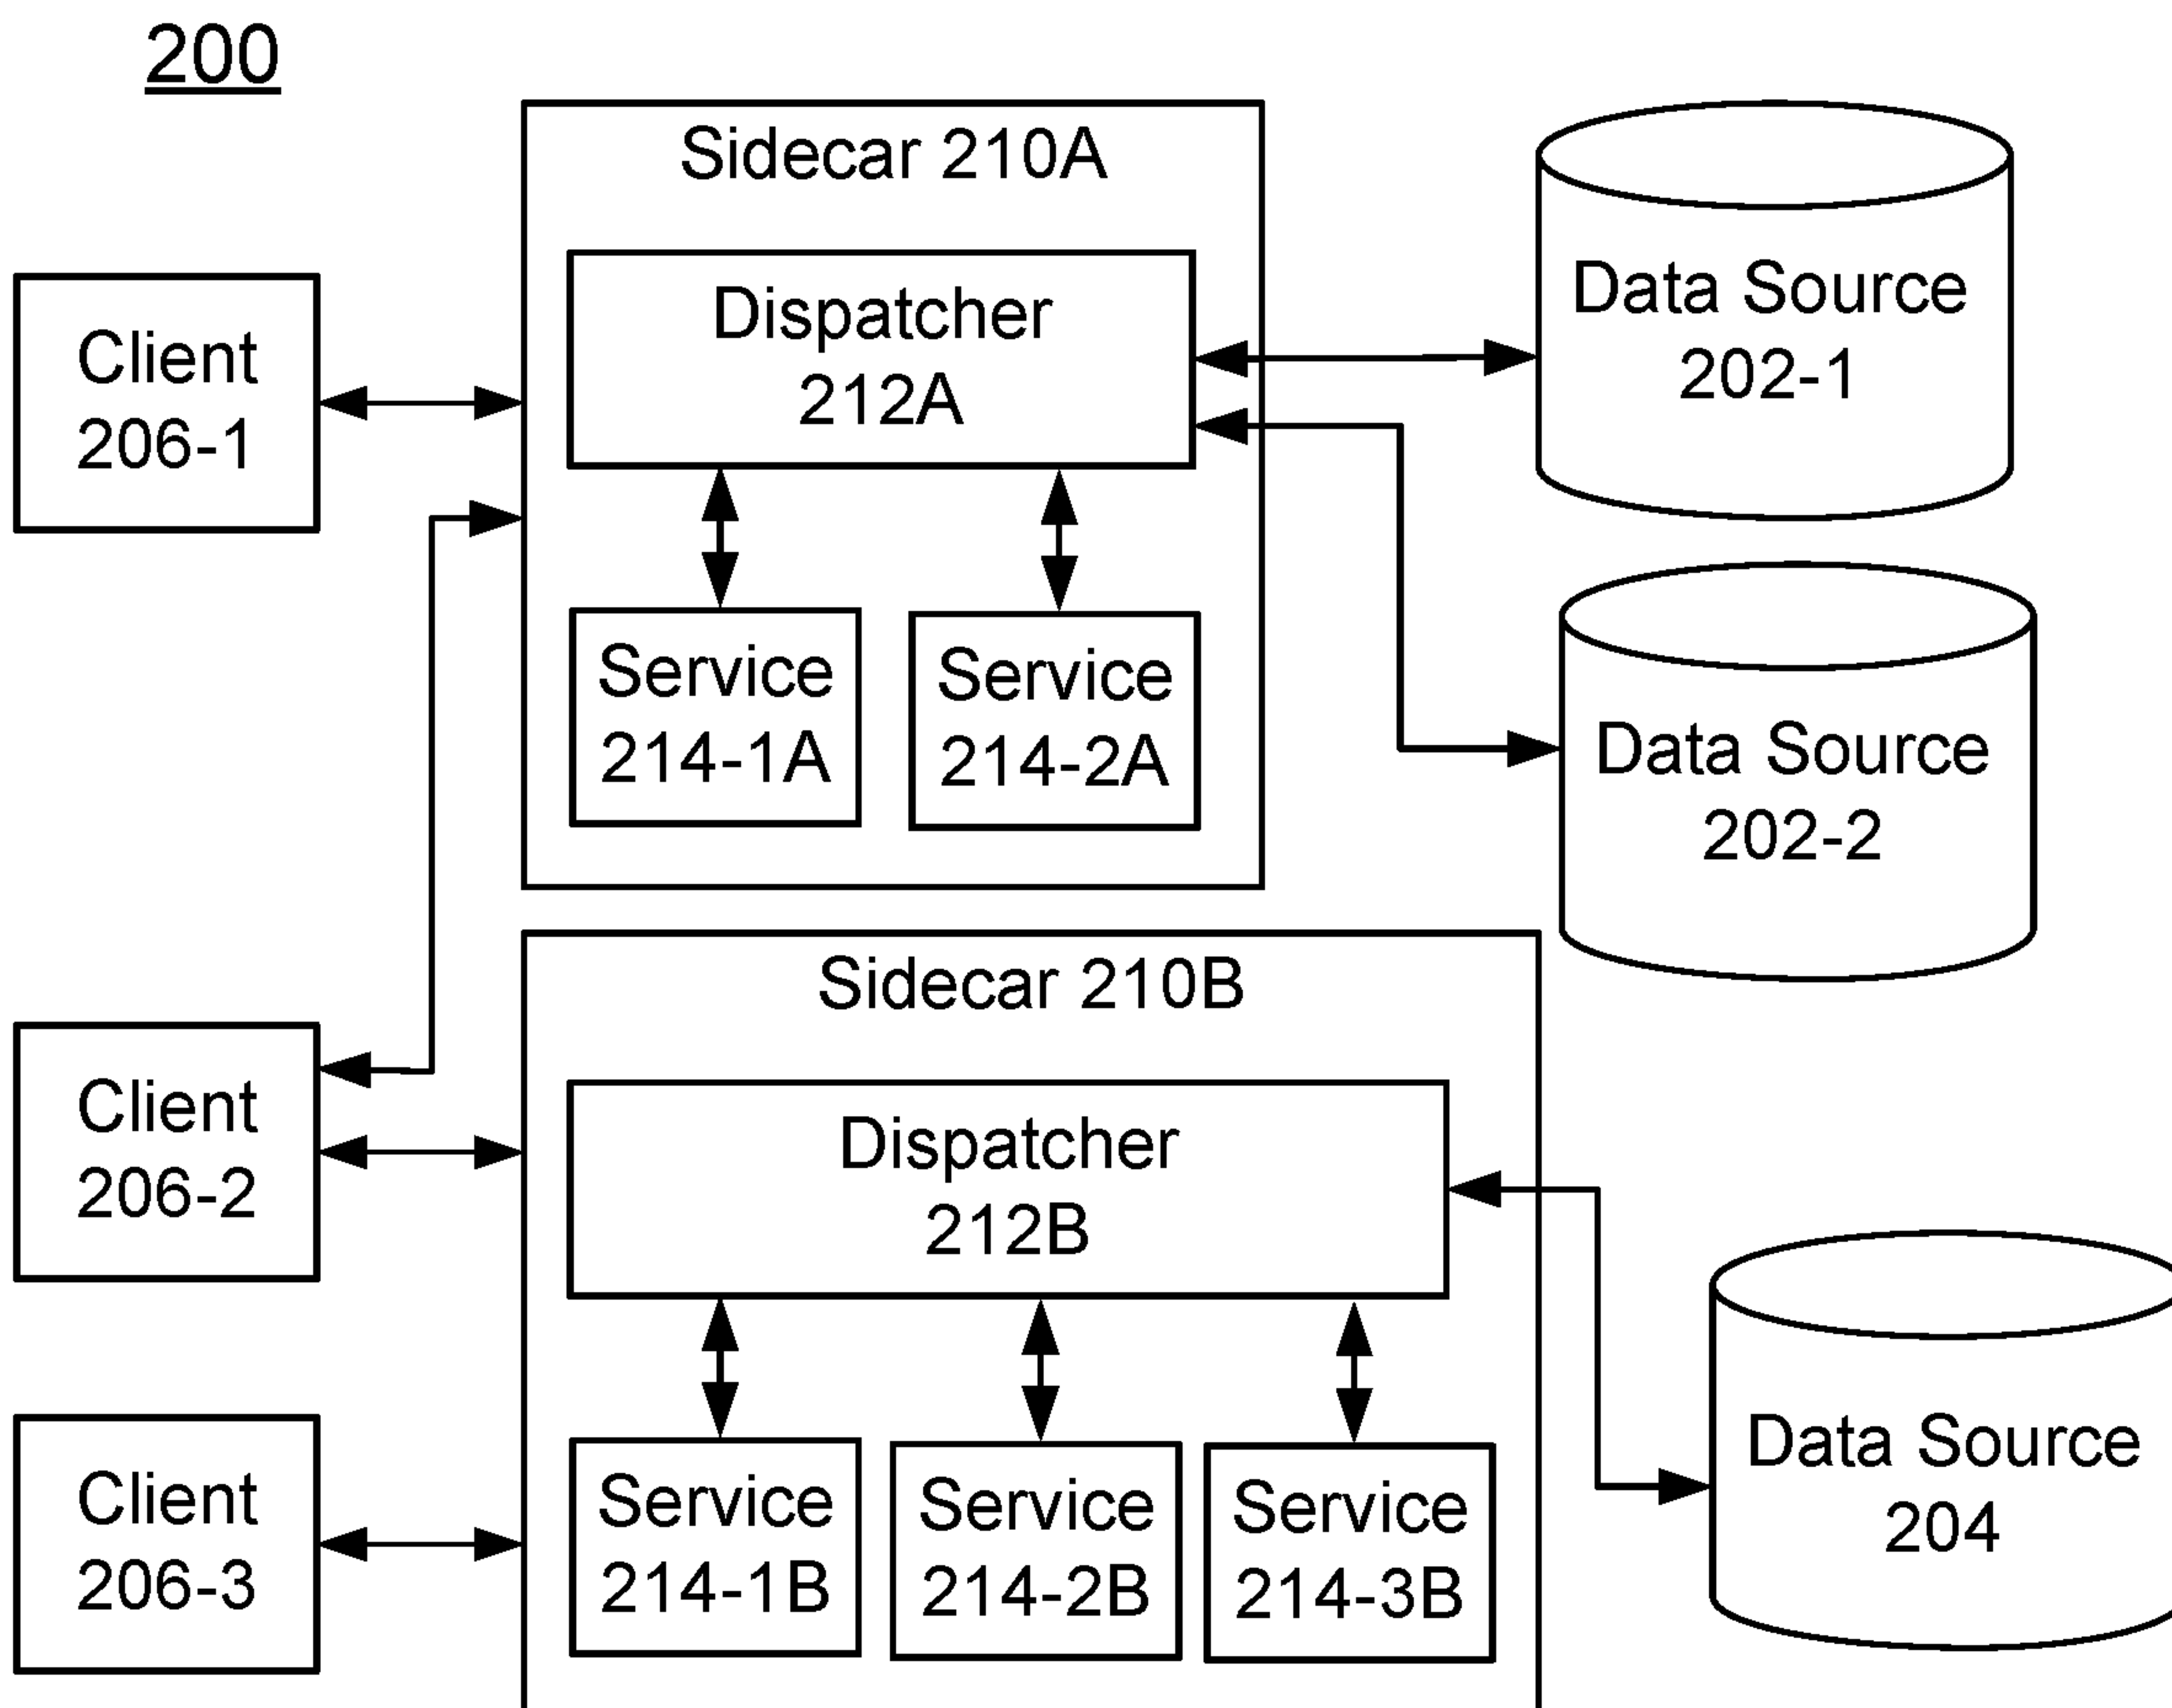 200
Sidecar 210A
Dispatcher
212A
Data Source
202-1
Client
206-1
Service
214-1A
Service
214-2A
Data Source
202-2
Sidecar 210B
Client
206-2
Dispatcher
212B
Data Source
204
Client
206-3
Service
214-1B
Service
214-2B
Service
214-3B